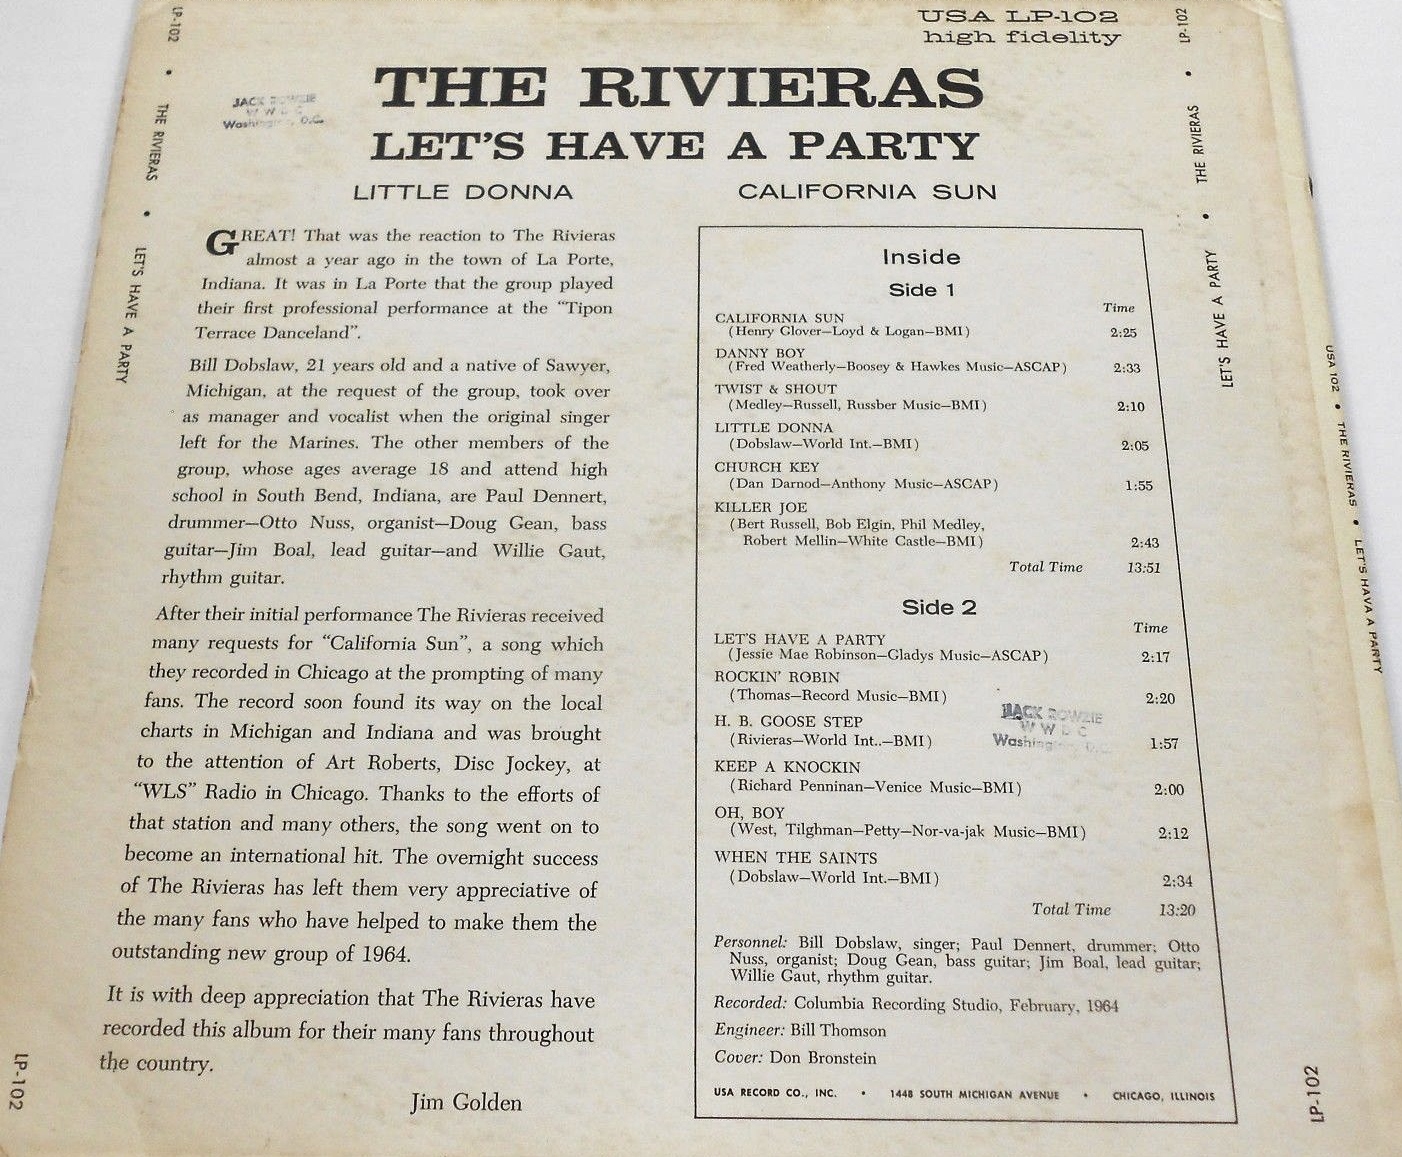 USA LP-102
high fidelity
THE RIVIERAS
LET'S HAVE A PARTY
LITTLE DONNA
CALIFORNIA SUN
LP-102 • THE RIVIERAS • LET'S HAVE A PARTY
LP-102
JACK ROWZIE
W W D C
Washington, D.C.
GREAT! That was the reaction to The Rivieras
almost a year ago in the town of La Porte,
Indiana. It was in La Porte that the group played
their first professional performance at the "Tipon
Terrace Danceland".
Bill Dobslaw, 21 years old and a native of Sawyer,
Michigan, at the request of the group, took over
as manager and vocalist when the original singer
left for the Marines. The other members of the
group, whose ages average 18 and attend high
school in South Bend, Indiana, are Paul Dennert,
drummer—Otto Nuss, organist—Doug Gean, bass
guitar—Jim Boal, lead guitar—and Willie Gaut,
rhythm guitar.
After their initial performance The Rivieras received
many requests for "California Sun", a song which
they recorded in Chicago at the prompting of many
fans. The record soon found its way on the local
charts in Michigan and Indiana and was brought
to the attention of Art Roberts, Disc Jockey, at
"WLS" Radio in Chicago. Thanks to the efforts of
that station and many others, the song went on to
become an international hit. The overnight success
of The Rivieras has left them very appreciative of
the many fans who have helped to make them the
outstanding new group of 1964.
It is with deep appreciation that The Rivieras have
recorded this album for their many fans throughout
the country.
Jim Golden
Inside
Side 1
Time
CALIFORNIA SUN
(Henry Glover—Loyd & Logan—BMI) 2:25
DANNY BOY
(Fred Weatherly—Boosey & Hawkes Music—ASCAP) 2:33
TWIST & SHOUT
(Medley—Russell, Russber Music—BMI) 2:10
LITTLE DONNA
(Dobslaw—World Int.—BMI) 2:05
CHURCH KEY
(Dan Darnod—Anthony Music—ASCAP) 1:55
KILLER JOE
(Bert Russell, Bob Elgin, Phil Medley,
Robert Mellin—White Castle—BMI) 2:43
Total Time 13:51
Side 2
Time
LET'S HAVE A PARTY
(Jessie Mae Robinson—Gladys Music—ASCAP) 2:17
ROCKIN' ROBIN
(Thomas—Record Music—BMI) 2:20
H. B. GOOSE STEP
(Rivieras—World Int..—BMI) 1:57
JACK ROWZIE
W W D C
Washington, D.C.
KEEP A KNOCKIN
(Richard Penninan—Venice Music—BMI) 2:00
OH, BOY
(West, Tilghman—Petty—Nor-va-jak Music—BMI) 2:12
WHEN THE SAINTS
(Dobslaw—World Int.—BMI) 2:34
Total Time 13:20
Personnel: Bill Dobslaw, singer; Paul Dennert, drummer; Otto
Nuss, organist; Doug Gean, bass guitar; Jim Boal, lead guitar;
Willie Gaut, rhythm guitar.
Recorded: Columbia Recording Studio, February, 1964
Engineer: Bill Thomson
Cover: Don Bronstein
USA RECORD CO., INC. • 1448 SOUTH MICHIGAN AVENUE • CHICAGO, ILLINOIS
LP-102 • THE RIVIERAS • LET'S HAVE A PARTY
LP-102
USA 102 • THE RIVIERAS • LET'S HAVA A PARTY